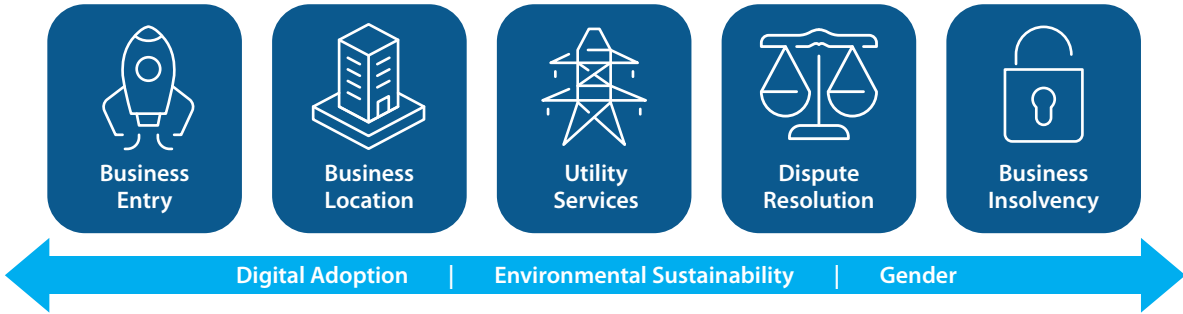 Business
Entry
Business
Location
Utility
Services
Dispute
Resolution
Business
Insolvency
Digital Adoption | Environmental Sustainability | Gender